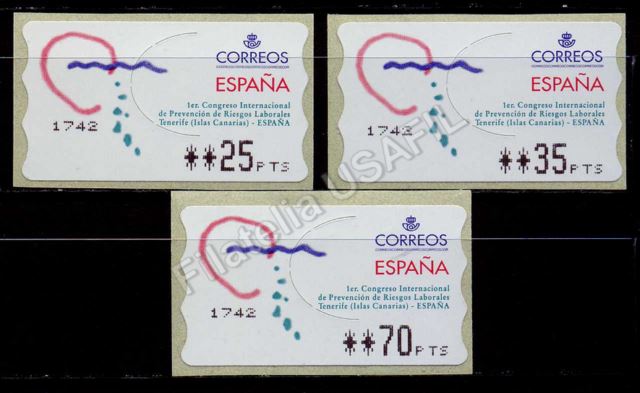 CORREOS
ESPAÑA
1er. Congreso Internacional
de Prevención de Riesgos Laborales
Tenerife (Islas Canarias) - ESPAÑA
1742
**25PTS
CORREOS
ESPAÑA
1er. Congreso Internacional
de Prevención de Riesgos Laborales
Tenerife (Islas Canarias) - ESPAÑA
1742
**35PTS
Filatelia USAFIL
CORREOS
ESPAÑA
1er. Congreso Internacional
de Prevención de Riesgos Laborales
Tenerife (Islas Canarias) - ESPAÑA
1742
**70PTS